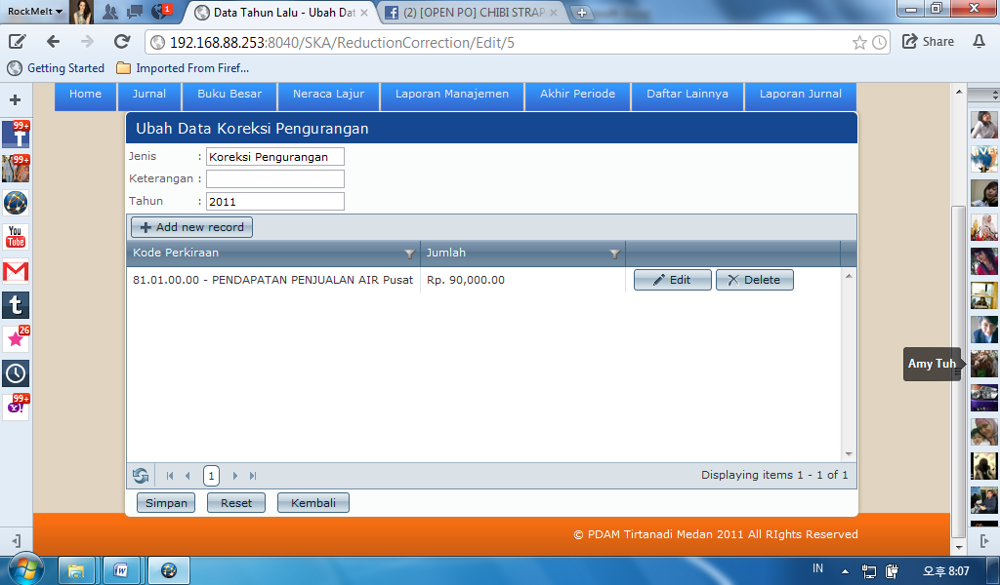 RockMelt
1
Data Tahun Lalu - Ubah Dat
(2) [OPEN PO] CHIBI STRAP
192.168.88.253:8040/SKA/ReductionCorrection/Edit/5
Share
Getting Started
Imported From Firef...
Home
Jurnal
Buku Besar
Neraca Lajur
Laporan Manajemen
Akhir Periode
Daftar Lainnya
Laporan Jurnal
Ubah Data Koreksi Pengurangan
Jenis : Koreksi Pengurangan
Keterangan :
Tahun : 2011
Add new record
Kode Perkiraan
Jumlah
81.01.00.00 - PENDAPATAN PENJUALAN AIR Pusat
Rp. 90,000.00
Edit
Delete
1
Displaying items 1 - 1 of 1
Simpan
Reset
Kembali
© PDAM Tirtanadi Medan 2011 All RIghts Reserved
99+
99+
You
Tube
26
99+
Y!
Amy Tuh
IN
오후 8:07